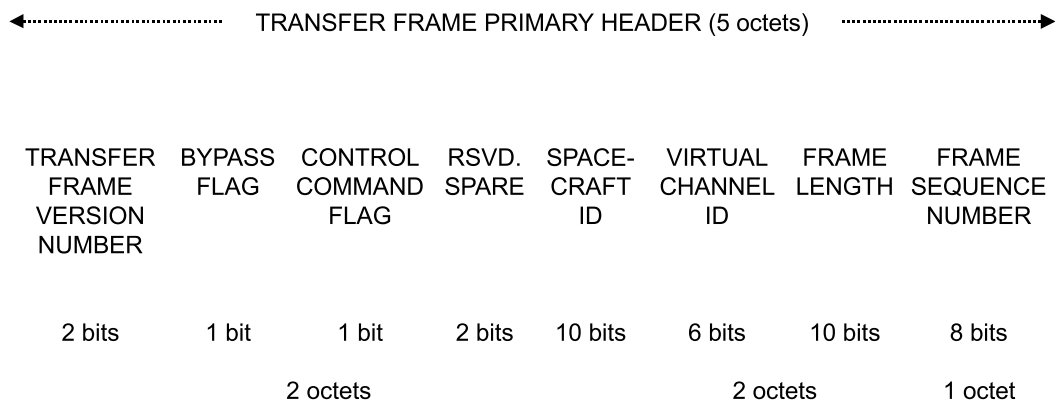 TRANSFER FRAME PRIMARY HEADER (5 octets)
TRANSFER FRAME VERSION NUMBER
BYPASS FLAG
CONTROL COMMAND FLAG
RSVD. SPARE
SPACE-CRAFT ID
VIRTUAL CHANNEL ID
FRAME LENGTH
FRAME SEQUENCE NUMBER
2 bits
1 bit
1 bit
2 bits
10 bits
6 bits
10 bits
8 bits
2 octets
2 octets
1 octet